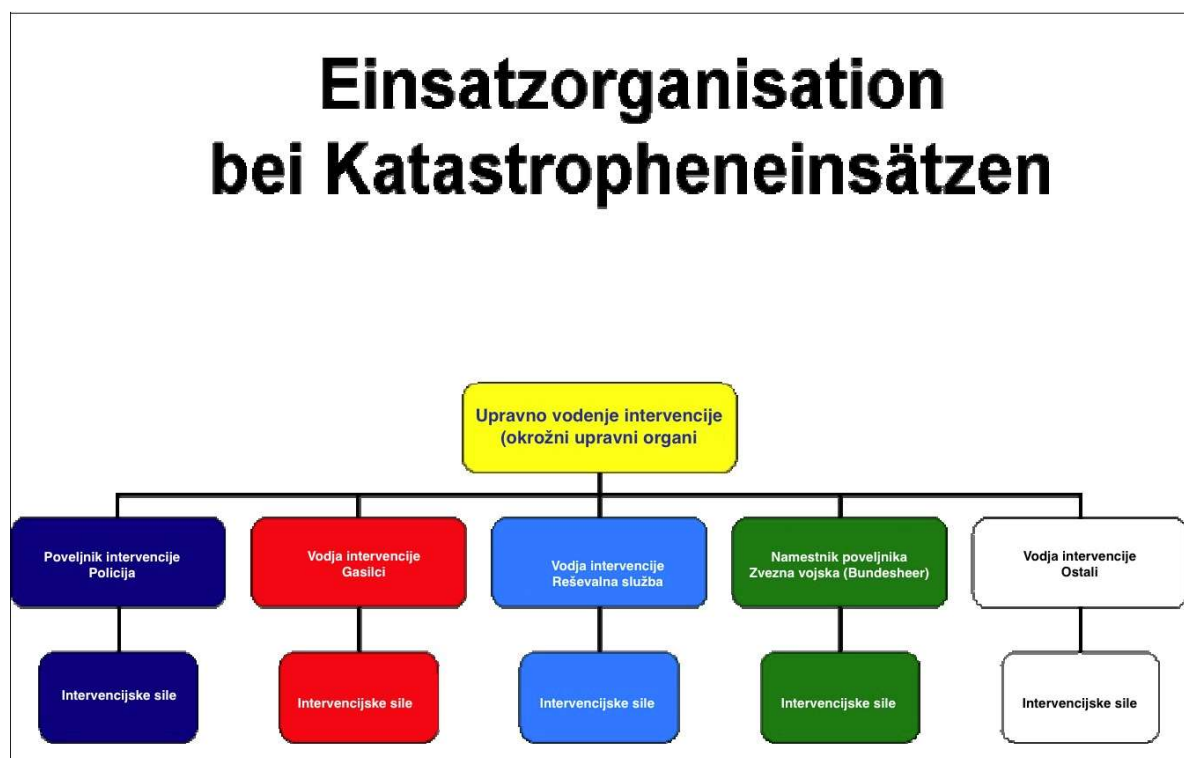 Einsatzorganisation
bei Katastropheneinsätzen
Upravno vodenje intervencije
(okrožni upravni organi
Poveljnik intervencije
Policija
Vodja intervencije
Gasilci
Vodja intervencije
Reševalna služba
Namestnik poveljnika
Zvezna vojska (Bundesheer)
Vodja intervencije
Ostali
Intervencijske sile
Intervencijske sile
Intervencijske sile
Intervencijske sile
Intervencijske sile